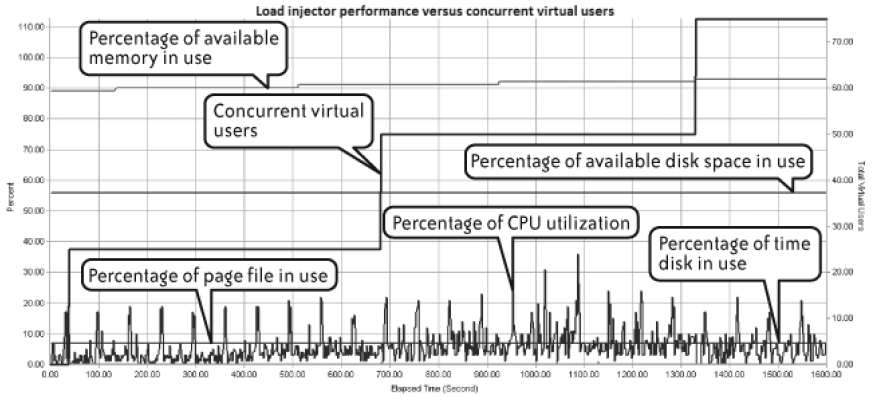 Load injector performance versus concurrent virtual users
110.00
100.00
90.00
80.00
70.00
60.00
50.00
40.00
30.00
20.00
10.00
0.00
Percent
Percentage of available
memory in use
Concurrent virtual
users
Percentage of available disk space in use
Percentage of CPU utilization
Percentage of time
disk in use
Percentage of page file in use
70.00
60.00
50.00
40.00
30.00
20.00
10.00
0.00
Total Virtual Users
0.00
100.00
200.00
300.00
400.00
500.00
600.00
700.00
800.00
900.00
1000.00
1100.00
1200.00
1300.00
1400.00
1500.00
1600.00
Elapsed Time (Second)